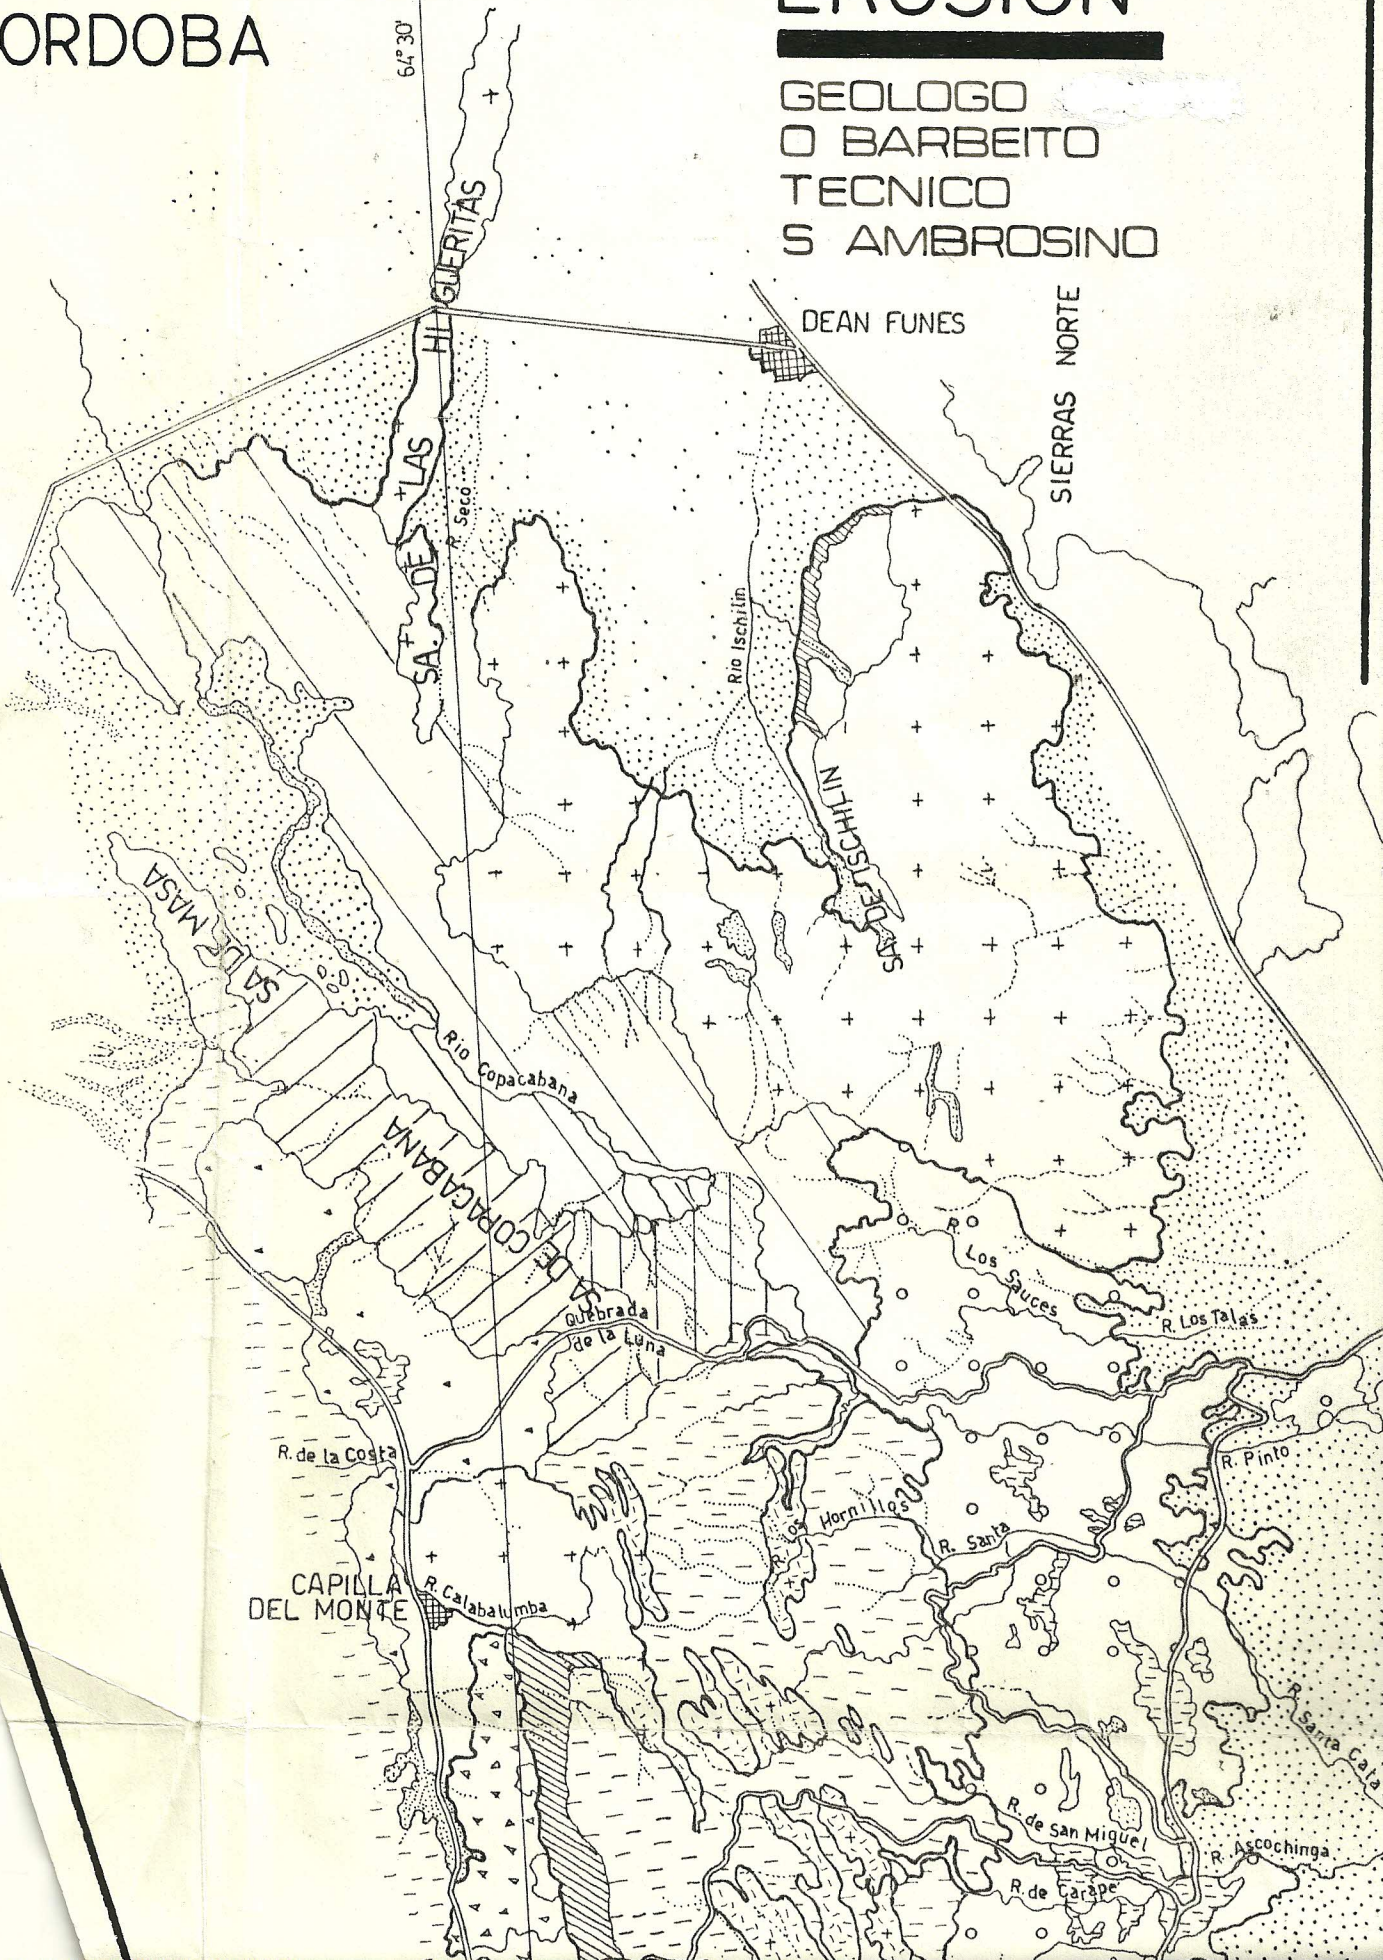 ORDOBA
EROSION
64° 30'
GEOLOGO
O BARBEITO
TECNICO
S AMBROSINO
SA. DE LAS HIGUERITAS
DEAN FUNES
SIERRAS NORTE
R. Seco
Rio Ischilin
SA DE ISCHILIN
SA DE MASA
Rio Copacabana
SA DE COPACABANA
Quebrada
de la Luna
R. Los Sauces
R. Los Talas
R. de la Costa
R. Pinto
R. Los Hornillos
R. Santa
CAPILLA
DEL MONTE
R. Calabalumba
R. Santa Cata
R. de San Miguel
R. Ascochinga
R. de Carape